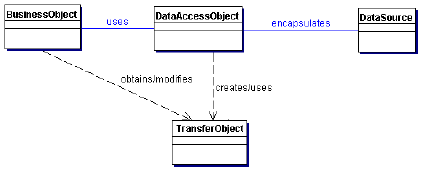 BusinessObject
uses
DataAccessObject
encapsulates
DataSource
obtains/modifies
creates/uses
TransferObject